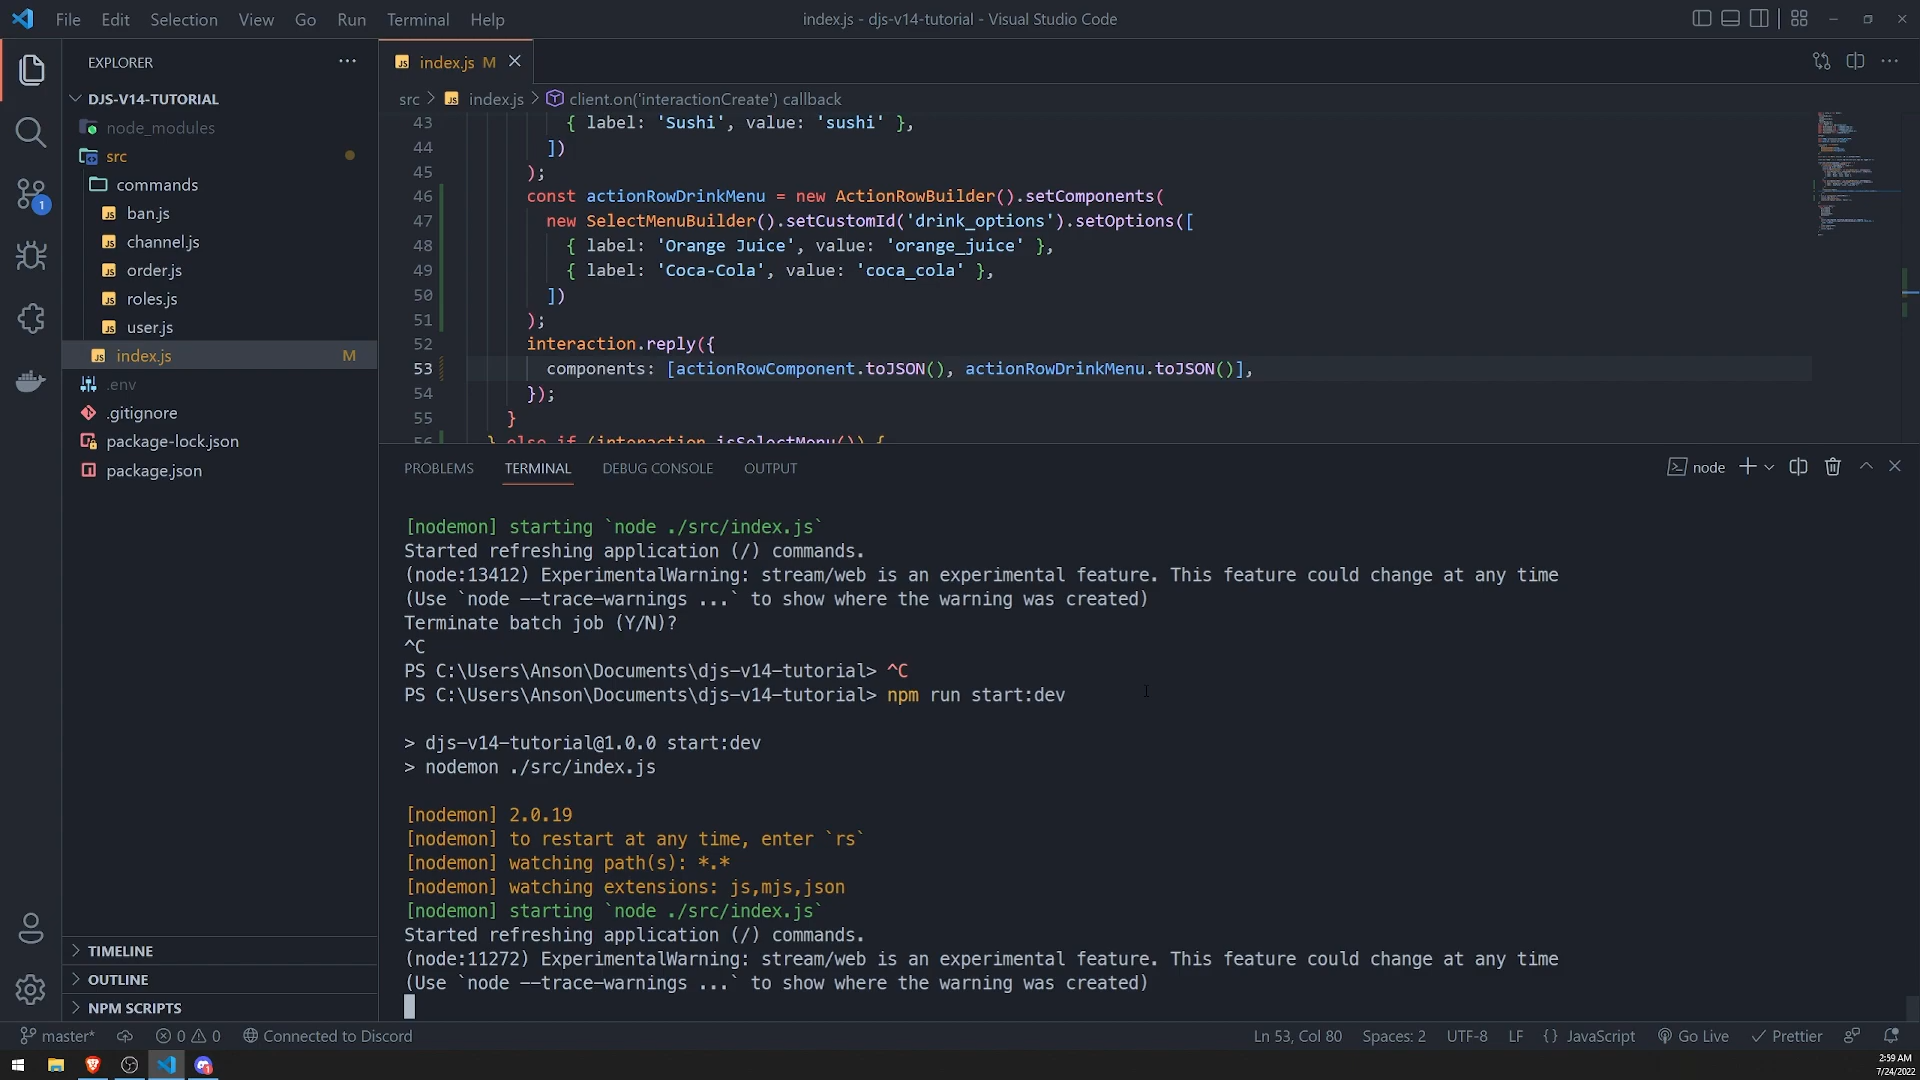 File Edit Selection View Go Run Terminal Help
index.js - djs-v14-tutorial - Visual Studio Code
EXPLORER
DJS-V14-TUTORIAL
node_modules
src
commands
ban.js
channel.js
order.js
roles.js
user.js
index.js M
.env
.gitignore
package-lock.json
package.json
TIMELINE
OUTLINE
NPM SCRIPTS
1
index.js M
src > index.js > client.on('interactionCreate') callback
43 { label: 'Sushi', value: 'sushi' },
44 ])
45 );
46 const actionRowDrinkMenu = new ActionRowBuilder().setComponents(
47 new SelectMenuBuilder().setCustomId('drink_options').setOptions([
48 { label: 'Orange Juice', value: 'orange_juice' },
49 { label: 'Coca-Cola', value: 'coca_cola' },
50 ])
51 );
52 interaction.reply({
53 components: [actionRowComponent.toJSON(), actionRowDrinkMenu.toJSON()],
54 });
55 }
56 } else if (interaction.isSelectMenu()) {
PROBLEMS TERMINAL DEBUG CONSOLE OUTPUT
node
[nodemon] starting `node ./src/index.js`
Started refreshing application (/) commands.
(node:13412) ExperimentalWarning: stream/web is an experimental feature. This feature could change at any time
(Use `node --trace-warnings ...` to show where the warning was created)
Terminate batch job (Y/N)?
^C
PS C:\Users\Anson\Documents\djs-v14-tutorial> ^C
PS C:\Users\Anson\Documents\djs-v14-tutorial> npm run start:dev
> djs-v14-tutorial@1.0.0 start:dev
> nodemon ./src/index.js
[nodemon] 2.0.19
[nodemon] to restart at any time, enter `rs`
[nodemon] watching path(s): *.*
[nodemon] watching extensions: js,mjs,json
[nodemon] starting `node ./src/index.js`
Started refreshing application (/) commands.
(node:11272) ExperimentalWarning: stream/web is an experimental feature. This feature could change at any time
(Use `node --trace-warnings ...` to show where the warning was created)
master* 0 0 Connected to Discord
Ln 53, Col 80 Spaces: 2 UTF-8 LF {} JavaScript Go Live Prettier
2:59 AM
7/24/2022